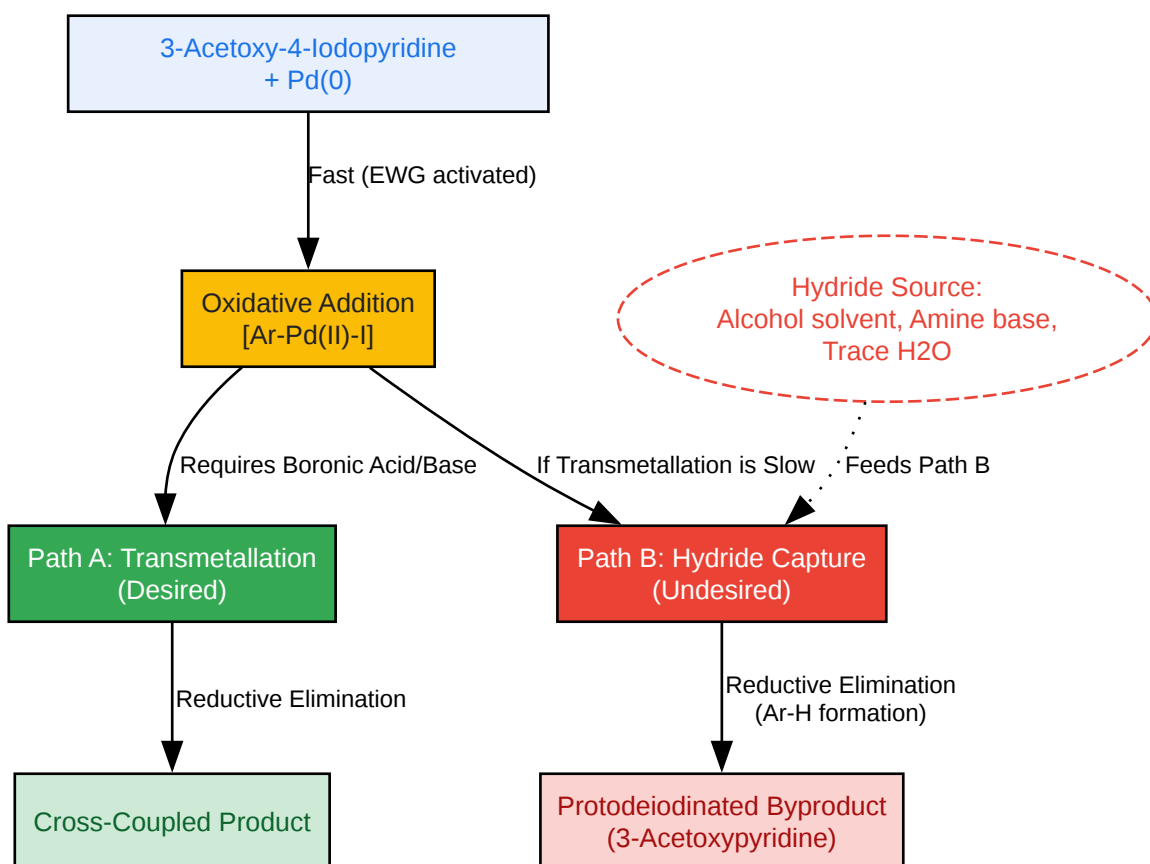 3-Acetoxy-4-Iodopyridine
+ Pd(0)
Fast (EWG activated)
Oxidative Addition
[Ar-Pd(II)-I]
Hydride Source:
Alcohol solvent, Amine base,
Trace H2O
Requires Boronic Acid/Base
If Transmetallation is Slow
Feeds Path B
Path A: Transmetallation
(Desired)
Path B: Hydride Capture
(Undesired)
Reductive Elimination
Reductive Elimination
(Ar-H formation)
Cross-Coupled Product
Protodeiodinated Byproduct
(3-Acetoxypyridine)